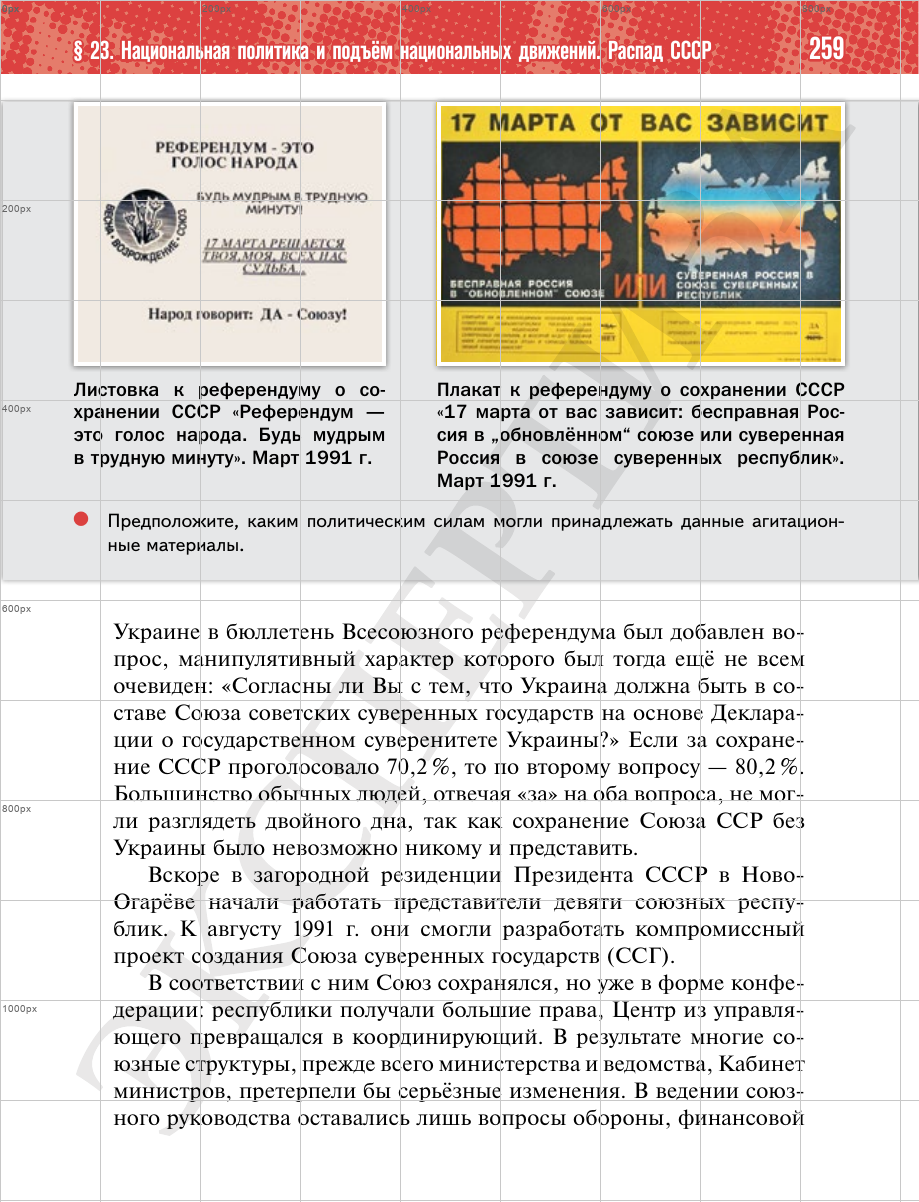 § 23. Национальная политика и подъём национальных движений. Распад СССР
259
РЕФЕРЕНДУМ - ЭТО
ГОЛОС НАРОДА
БУДЬ МУДРЫМ В ТРУДНУЮ
МИНУТУ!
ВЕСНА • ВОЗРОЖДЕНИЕ • СОЮЗ
17 МАРТА РЕШАЕТСЯ
ТВОЯ, МОЯ, ВСЕХ НАС
СУДЬБА...
Народ говорит: ДА - Союзу!
17 МАРТА ОТ ВАС ЗАВИСИТ
БЕСПРАВНАЯ РОССИЯ
В "ОБНОВЛЕННОМ" СОЮЗЕ
ИЛИ
СУВЕРЕННАЯ РОССИЯ В
СОЮЗЕ СУВЕРЕННЫХ
РЕСПУБЛИК
НЕТ
ДА
Листовка к референдуму о со-
хранении СССР «Референдум —
это голос народа. Будь мудрым
в трудную минуту». Март 1991 г.
Плакат к референдуму о сохранении СССР
«17 марта от вас зависит: бесправная Рос-
сия в „обновлённом“ союзе или суверенная
Россия в союзе суверенных республик».
Март 1991 г.
Предположите, каким политическим силам могли принадлежать данные агитацион-
ные материалы.
Украине в бюллетень Всесоюзного референдума был добавлен во-
прос, манипулятивный характер которого был тогда ещё не всем
очевиден: «Согласны ли Вы с тем, что Украина должна быть в со-
ставе Союза советских суверенных государств на основе Деклара-
ции о государственном суверенитете Украины?» Если за сохране-
ние СССР проголосовало 70,2 %, то по второму вопросу — 80,2 %.
Большинство обычных людей, отвечая «за» на оба вопроса, не мог-
ли разглядеть двойного дна, так как сохранение Союза ССР без
Украины было невозможно никому и представить.
Вскоре в загородной резиденции Президента СССР в Ново-
Огарёве начали работать представители девяти союзных респу-
блик. К августу 1991 г. они смогли разработать компромиссный
проект создания Союза суверенных государств (ССГ).
В соответствии с ним Союз сохранялся, но уже в форме конфе-
дерации: республики получали большие права, Центр из управля-
ющего превращался в координирующий. В результате многие со-
юзные структуры, прежде всего министерства и ведомства, Кабинет
министров, претерпели бы серьёзные изменения. В ведении союз-
ного руководства оставались лишь вопросы обороны, финансовой
ЭКСПЕРТИЗА
200px
400px
600px
800px
1000px